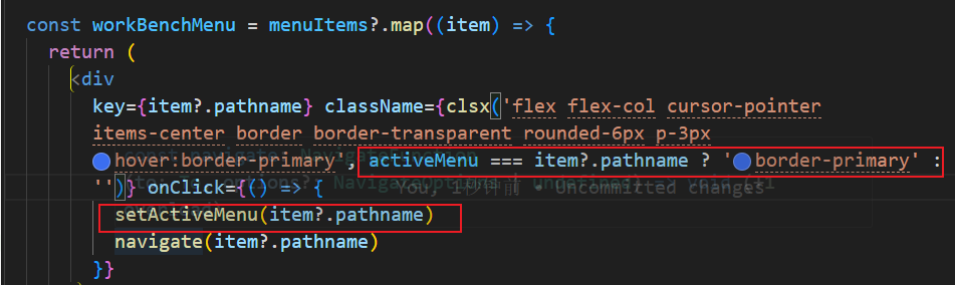 const workBenchMenu = menuItems?.map((item) => {
return (
<div
key={item?.pathname} className={clsx('flex flex-col cursor-pointer
items-center border border-transparent rounded-6px p-3px
hover:border-primary', activeMenu === item?.pathname ? 'border-primary' :
'')} onClick={() => { You, • Uncommitted changes
setActiveMenu(item?.pathname)
navigate(item?.pathname)
}}